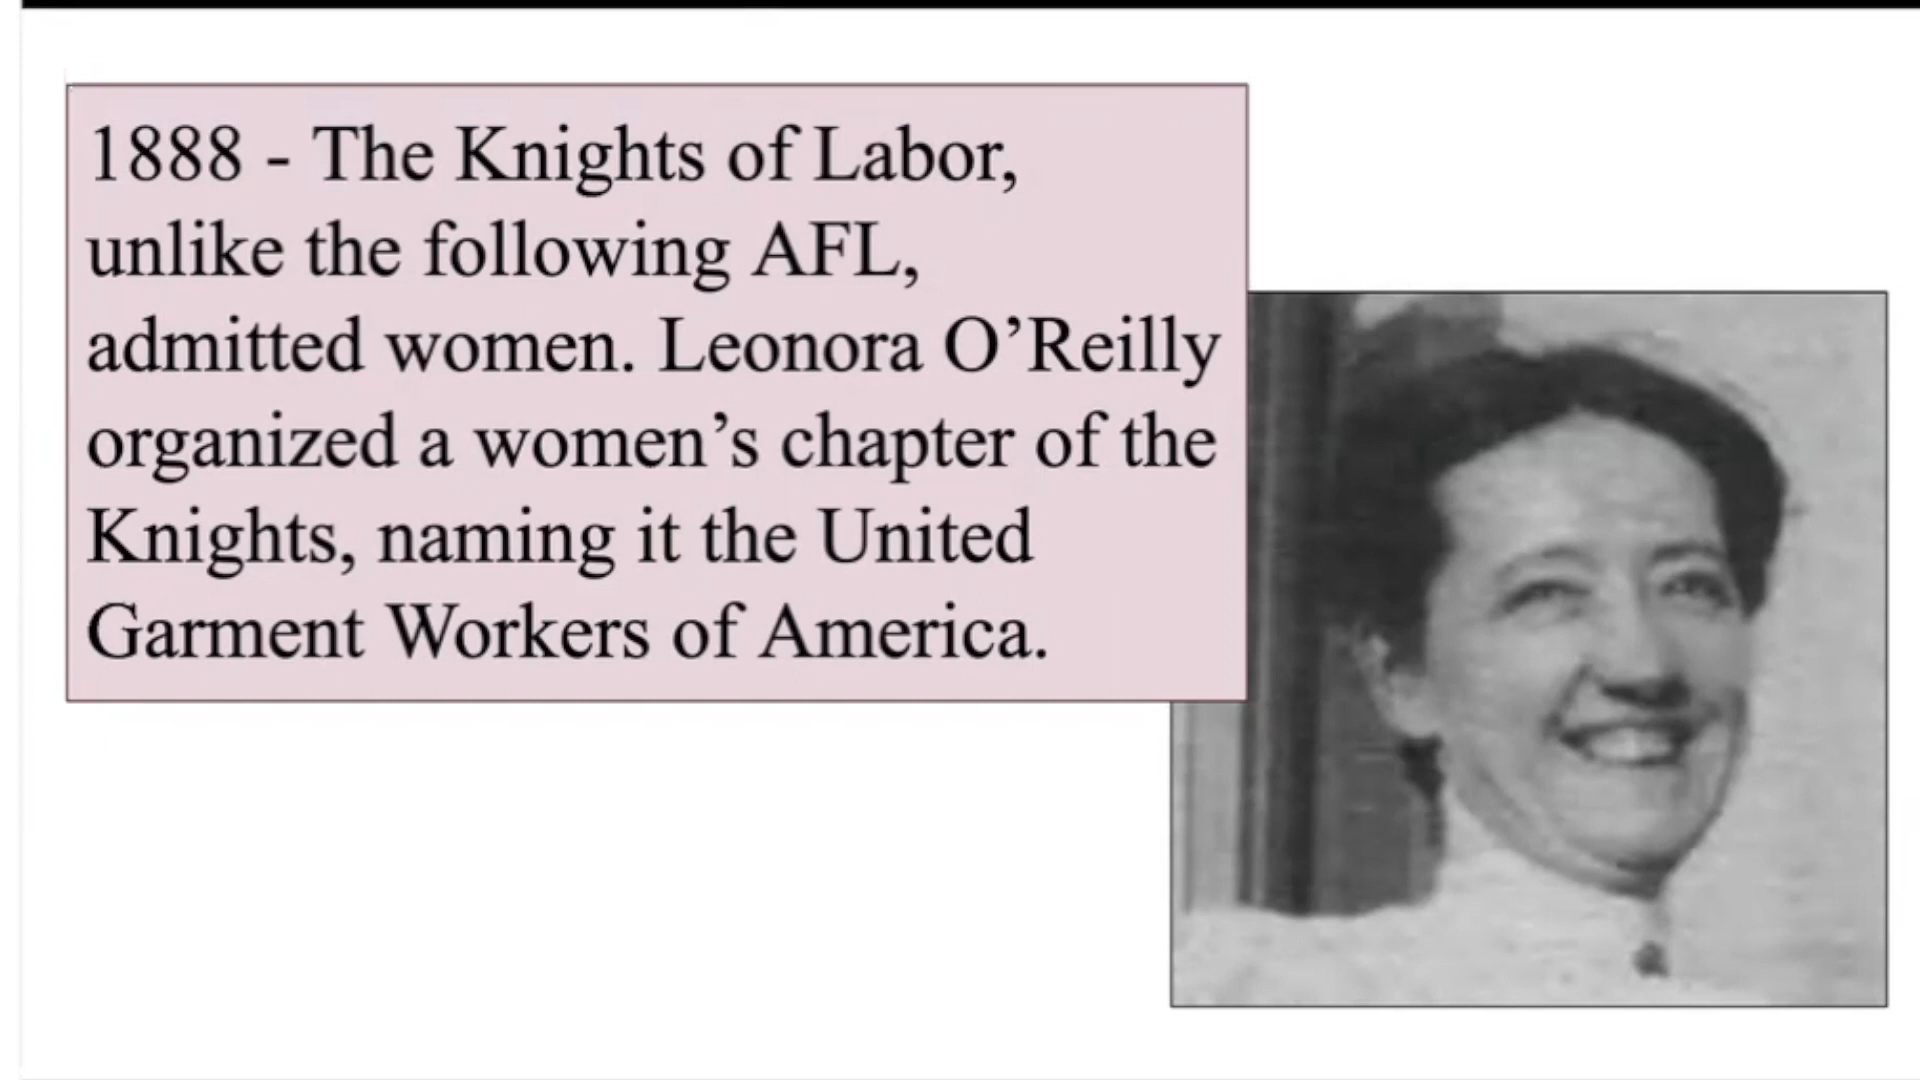 1888 - The Knights of Labor,
unlike the following AFL,
admitted women. Leonora O’Reilly
organized a women’s chapter of the
Knights, naming it the United
Garment Workers of America.